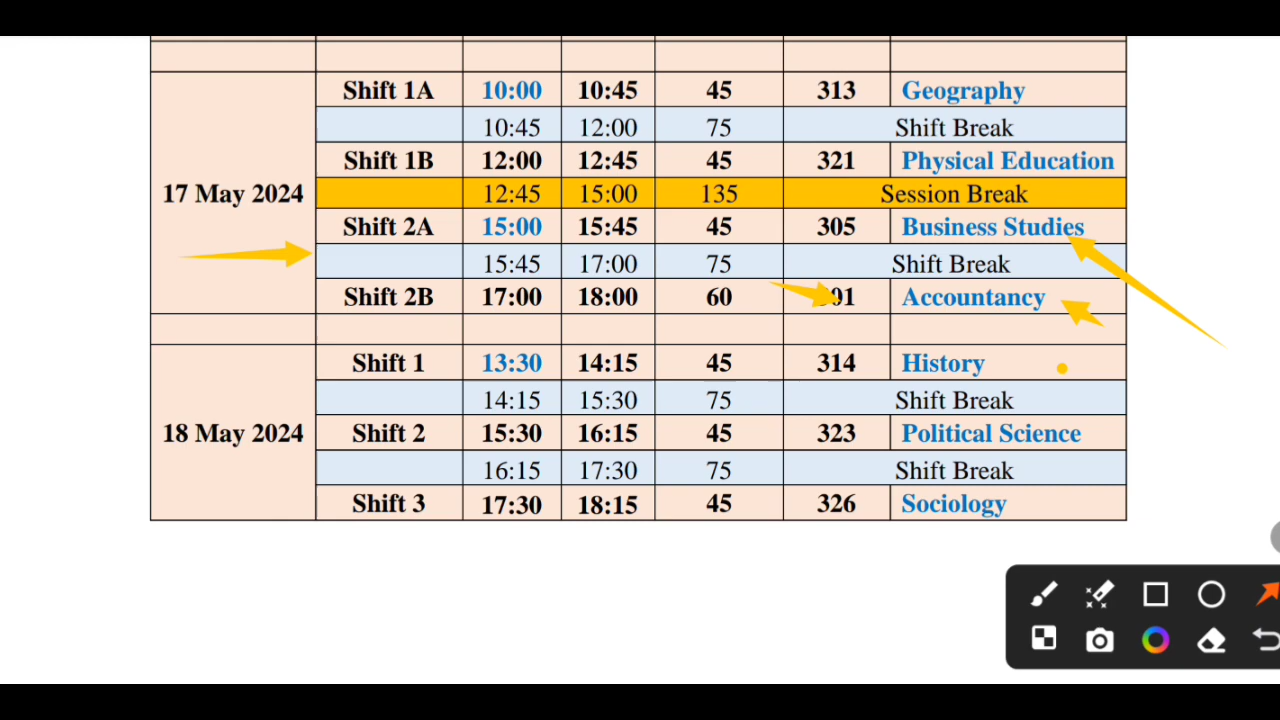 Shift 1A 10:00 10:45 45 313 Geography
10:45 12:00 75 Shift Break
Shift 1B 12:00 12:45 45 321 Physical Education
17 May 2024 12:45 15:00 135 Session Break
Shift 2A 15:00 15:45 45 305 Business Studies
15:45 17:00 75 Shift Break
Shift 2B 17:00 18:00 60 Accountancy
Shift 1 13:30 14:15 45 314 History
14:15 15:30 75 Shift Break
18 May 2024 Shift 2 15:30 16:15 45 323 Political Science
16:15 17:30 75 Shift Break
Shift 3 17:30 18:15 45 326 Sociology